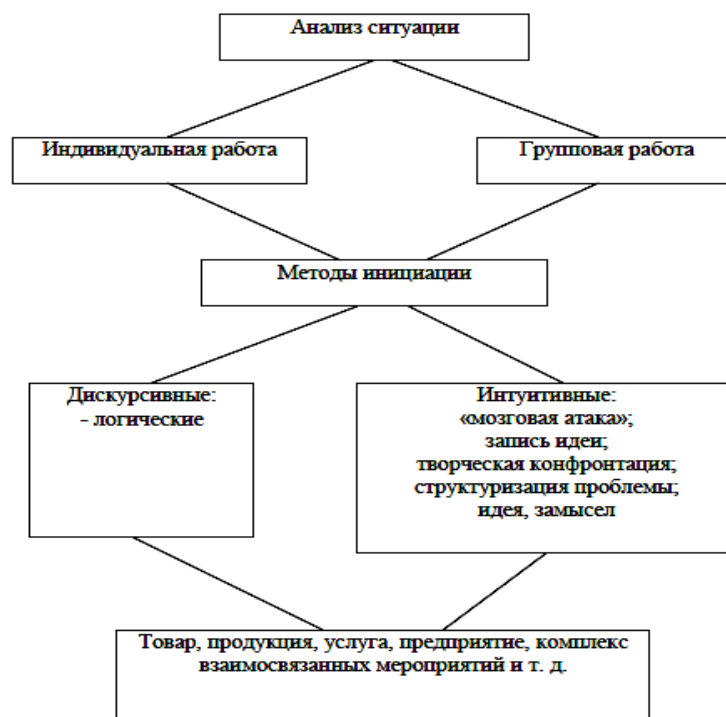 Анализ ситуации
Индивидуальная работа
Групповая работа
Методы инициации
Дискурсивные:
- логические
Интуитивные:
«мозговая атака»;
запись идеи;
творческая конфронтация;
структуризация проблемы;
идея, замысел
Товар, продукция, услуга, предприятие, комплекс
взаимосвязанных мероприятий и т. д.